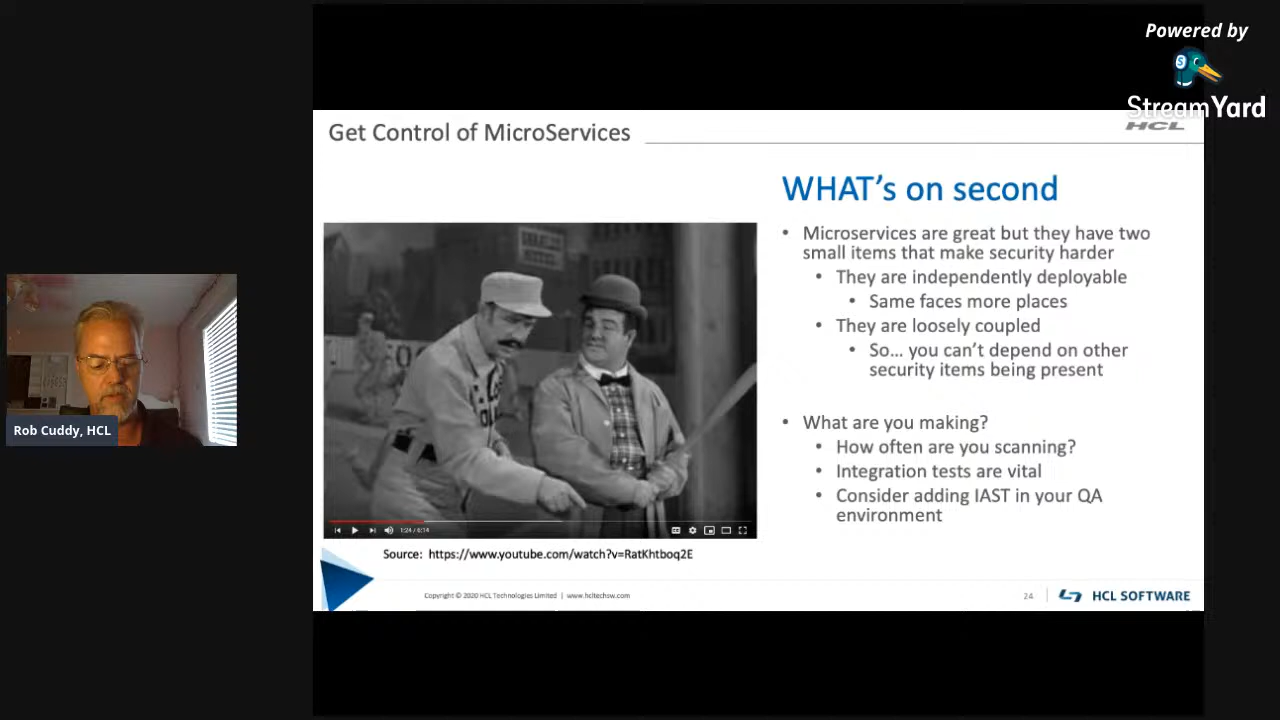 Powered by
StreamYard
Get Control of MicroServices
HCL
WHAT's on second
• Microservices are great but they have two
small items that make security harder
• They are independently deployable
• Same faces more places
• They are loosely coupled
• So... you can't depend on other
security items being present
• What are you making?
• How often are you scanning?
• Integration tests are vital
• Consider adding IAST in your QA
environment
1:24 / 6:14
Source: https://www.youtube.com/watch?v=RatKhtboq2E
Copyright © 2020 HCL Technologies Limited | www.hcltechsw.com
24
HCL SOFTWARE
Rob Cuddy, HCL